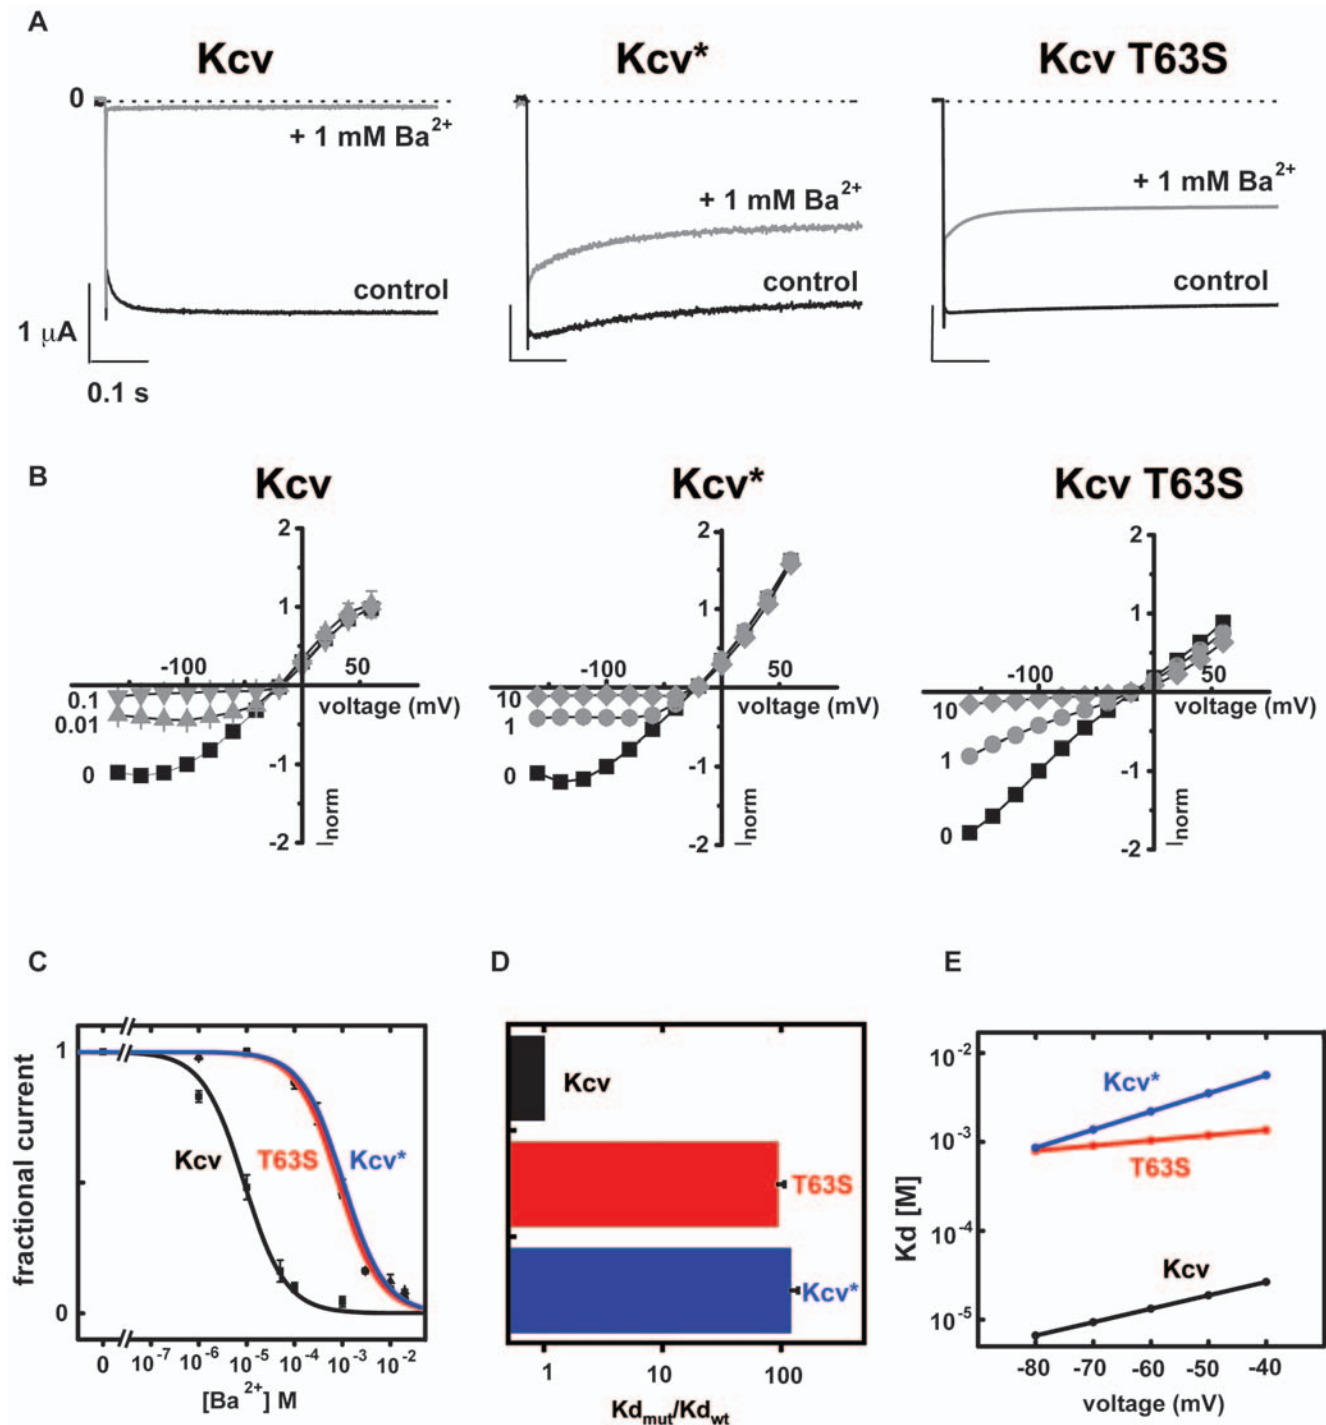 A
Kcv Kcv* Kcv T63S
0
+ 1 mM Ba²⁺
+ 1 mM Ba²⁺
+ 1 mM Ba²⁺
control
control
control
1 μA
0.1 s
B
Kcv Kcv* Kcv T63S
2
1
-100 50
voltage (mV)
0.1
0.01
0
-1
-2
Inorm
2
1
-100 50
voltage (mV)
10
1
0
-1
-2
Inorm
2
1
-100 50
voltage (mV)
10
1
0
-1
-2
Inorm
C
fractional current
1
0
Kcv T63S Kcv*
0 10⁻⁷ 10⁻⁶ 10⁻⁵ 10⁻⁴ 10⁻³ 10⁻²
[Ba²⁺] M
D
Kcv
T63S
Kcv*
1 10 100
Kdmut/Kdwt
E
Kd [M]
10⁻²
10⁻³
10⁻⁴
10⁻⁵
Kcv*
T63S
Kcv
-80 -70 -60 -50 -40
voltage (mV)